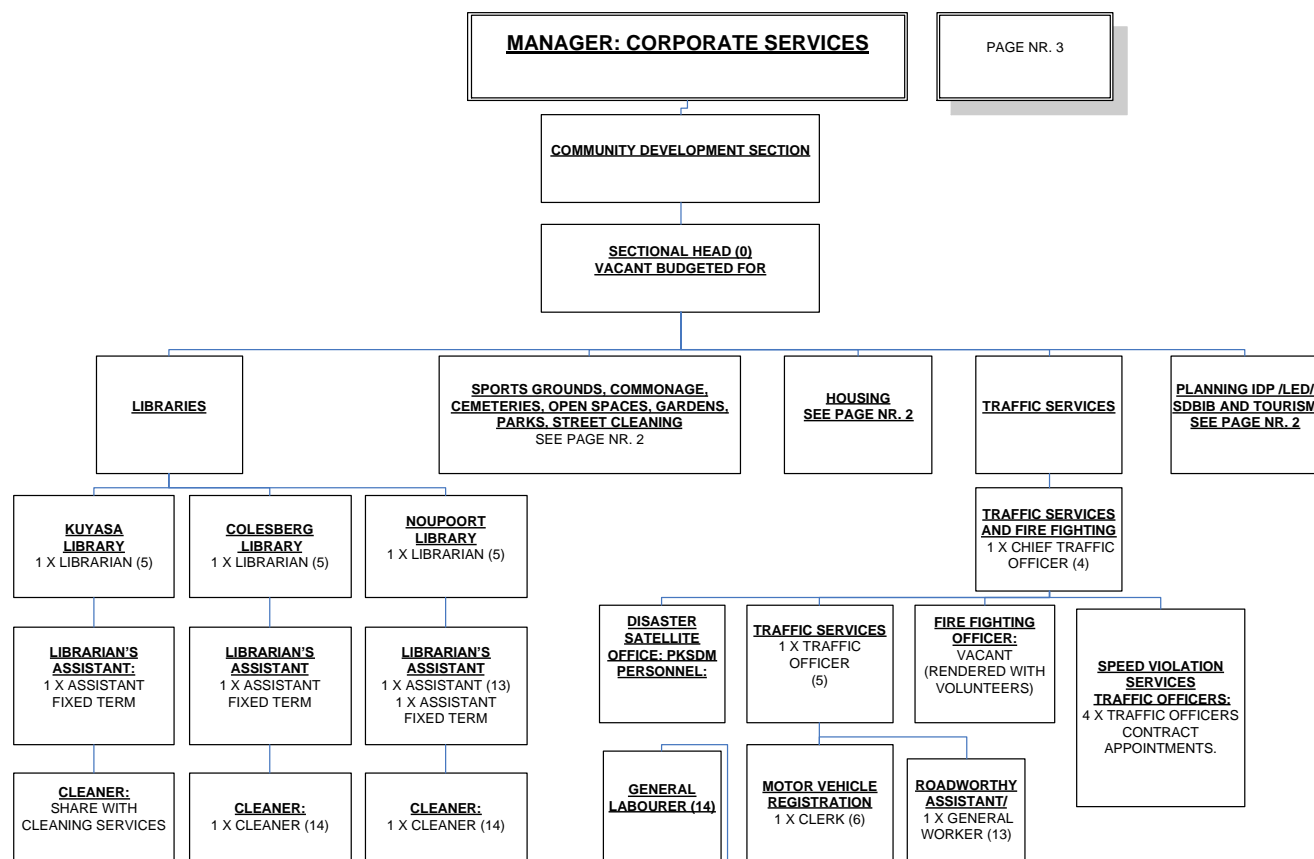 MANAGER: CORPORATE SERVICES
PAGE NR. 3
COMMUNITY DEVELOPMENT SECTION
SECTIONAL HEAD (0)
VACANT BUDGETED FOR
LIBRARIES
SPORTS GROUNDS, COMMONAGE,
CEMETERIES, OPEN SPACES, GARDENS,
PARKS, STREET CLEANING
SEE PAGE NR. 2
HOUSING
SEE PAGE NR. 2
TRAFFIC SERVICES
PLANNING IDP /LED/
SDBIB AND TOURISM
SEE PAGE NR. 2
KUYASA
LIBRARY
1 X LIBRARIAN (5)
COLESBERG
LIBRARY
1 X LIBRARIAN (5)
NOUPOORT
LIBRARY
1 X LIBRARIAN (5)
TRAFFIC SERVICES
AND FIRE FIGHTING
1 X CHIEF TRAFFIC
OFFICER (4)
LIBRARIAN'S
ASSISTANT:
1 X ASSISTANT
FIXED TERM
LIBRARIAN'S
ASSISTANT
1 X ASSISTANT
FIXED TERM
LIBRARIAN'S
ASSISTANT
1 X ASSISTANT (13)
1 X ASSISTANT
FIXED TERM
DISASTER
SATELLITE
OFFICE: PKSDM
PERSONNEL:
TRAFFIC SERVICES
1 X TRAFFIC
OFFICER
(5)
FIRE FIGHTING
OFFICER:
VACANT
(RENDERED WITH
VOLUNTEERS)
SPEED VIOLATION
SERVICES
TRAFFIC OFFICERS:
4 X TRAFFIC OFFICERS
CONTRACT
APPOINTMENTS.
CLEANER:
SHARE WITH
CLEANING SERVICES
CLEANER:
1 X CLEANER (14)
CLEANER:
1 X CLEANER (14)
GENERAL
LABOURER (14)
MOTOR VEHICLE
REGISTRATION
1 X CLERK (6)
ROADWORTHY
ASSISTANT/
1 X GENERAL
WORKER (13)